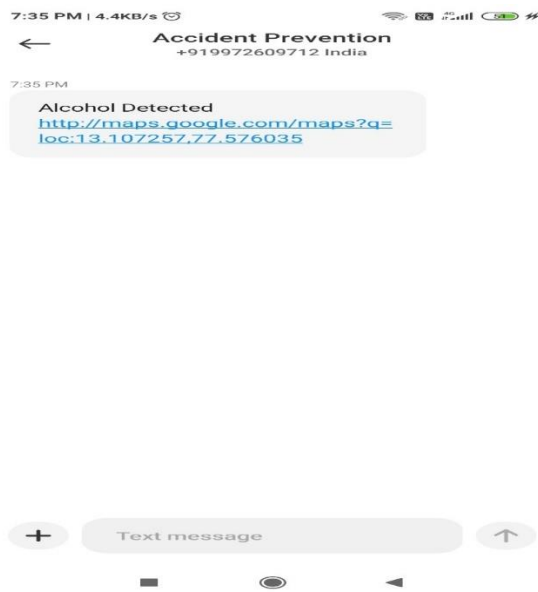 7:35 PM | 4.4KB/s
Accident Prevention
+919972609712 India
7:35 PM
Alcohol Detected
http://maps.google.com/maps?q=
loc:13.107257,77.576035
Text message